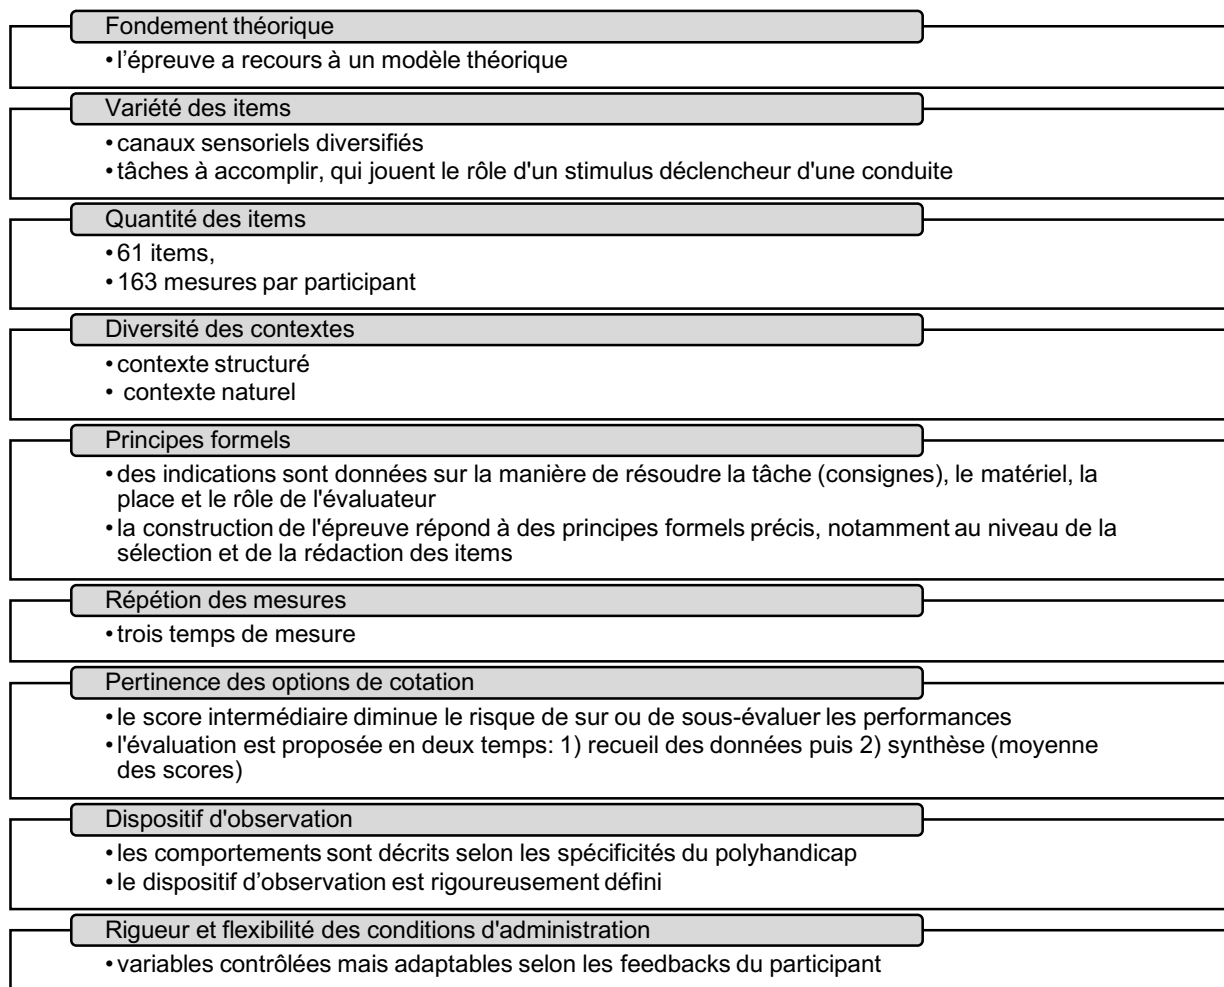 Fondement théorique
•l'épreuve a recours à un modèle théorique
Variété des items
•canaux sensoriels diversifiés
•tâches à accomplir, qui jouent le rôle d'un stimulus déclencheur d'une conduite
Quantité des items
•61 items,
•163 mesures par participant
Diversité des contextes
•contexte structuré
• contexte naturel
Principes formels
•des indications sont données sur la manière de résoudre la tâche (consignes), le matériel, la
place et le rôle de l'évaluateur
•la construction de l'épreuve répond à des principes formels précis, notamment au niveau de la
sélection et de la rédaction des items
Répétion des mesures
•trois temps de mesure
Pertinence des options de cotation
•le score intermédiaire diminue le risque de sur ou de sous-évaluer les performances
•l'évaluation est proposée en deux temps: 1) recueil des données puis 2) synthèse (moyenne
des scores)
Dispositif d'observation
•les comportements sont décrits selon les spécificités du polyhandicap
•le dispositif d'observation est rigoureusement défini
Rigueur et flexibilité des conditions d'administration
•variables contrôlées mais adaptables selon les feedbacks du participant